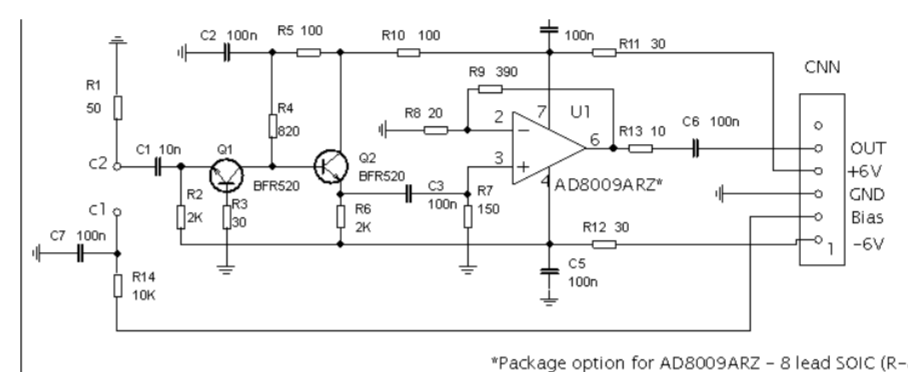 C2 100n
R5 100
R10 100
100n
R11 30
CNN
R1
50
R4
820
R9 390
R8 20
2
7
U1
6
R13 10
C6 100n
OUT
+6V
GND
Bias
-6V
1
C1 10n
c2
Q1
BFR520
Q2
BFR520
3
4
AD8009ARZ*
C3
100n
R7
150
R2
2K
R3
30
R6
2K
c1
C7 100n
R12 30
C5
100n
R14
10K
*Package option for AD8009ARZ - 8 lead SOIC (R-